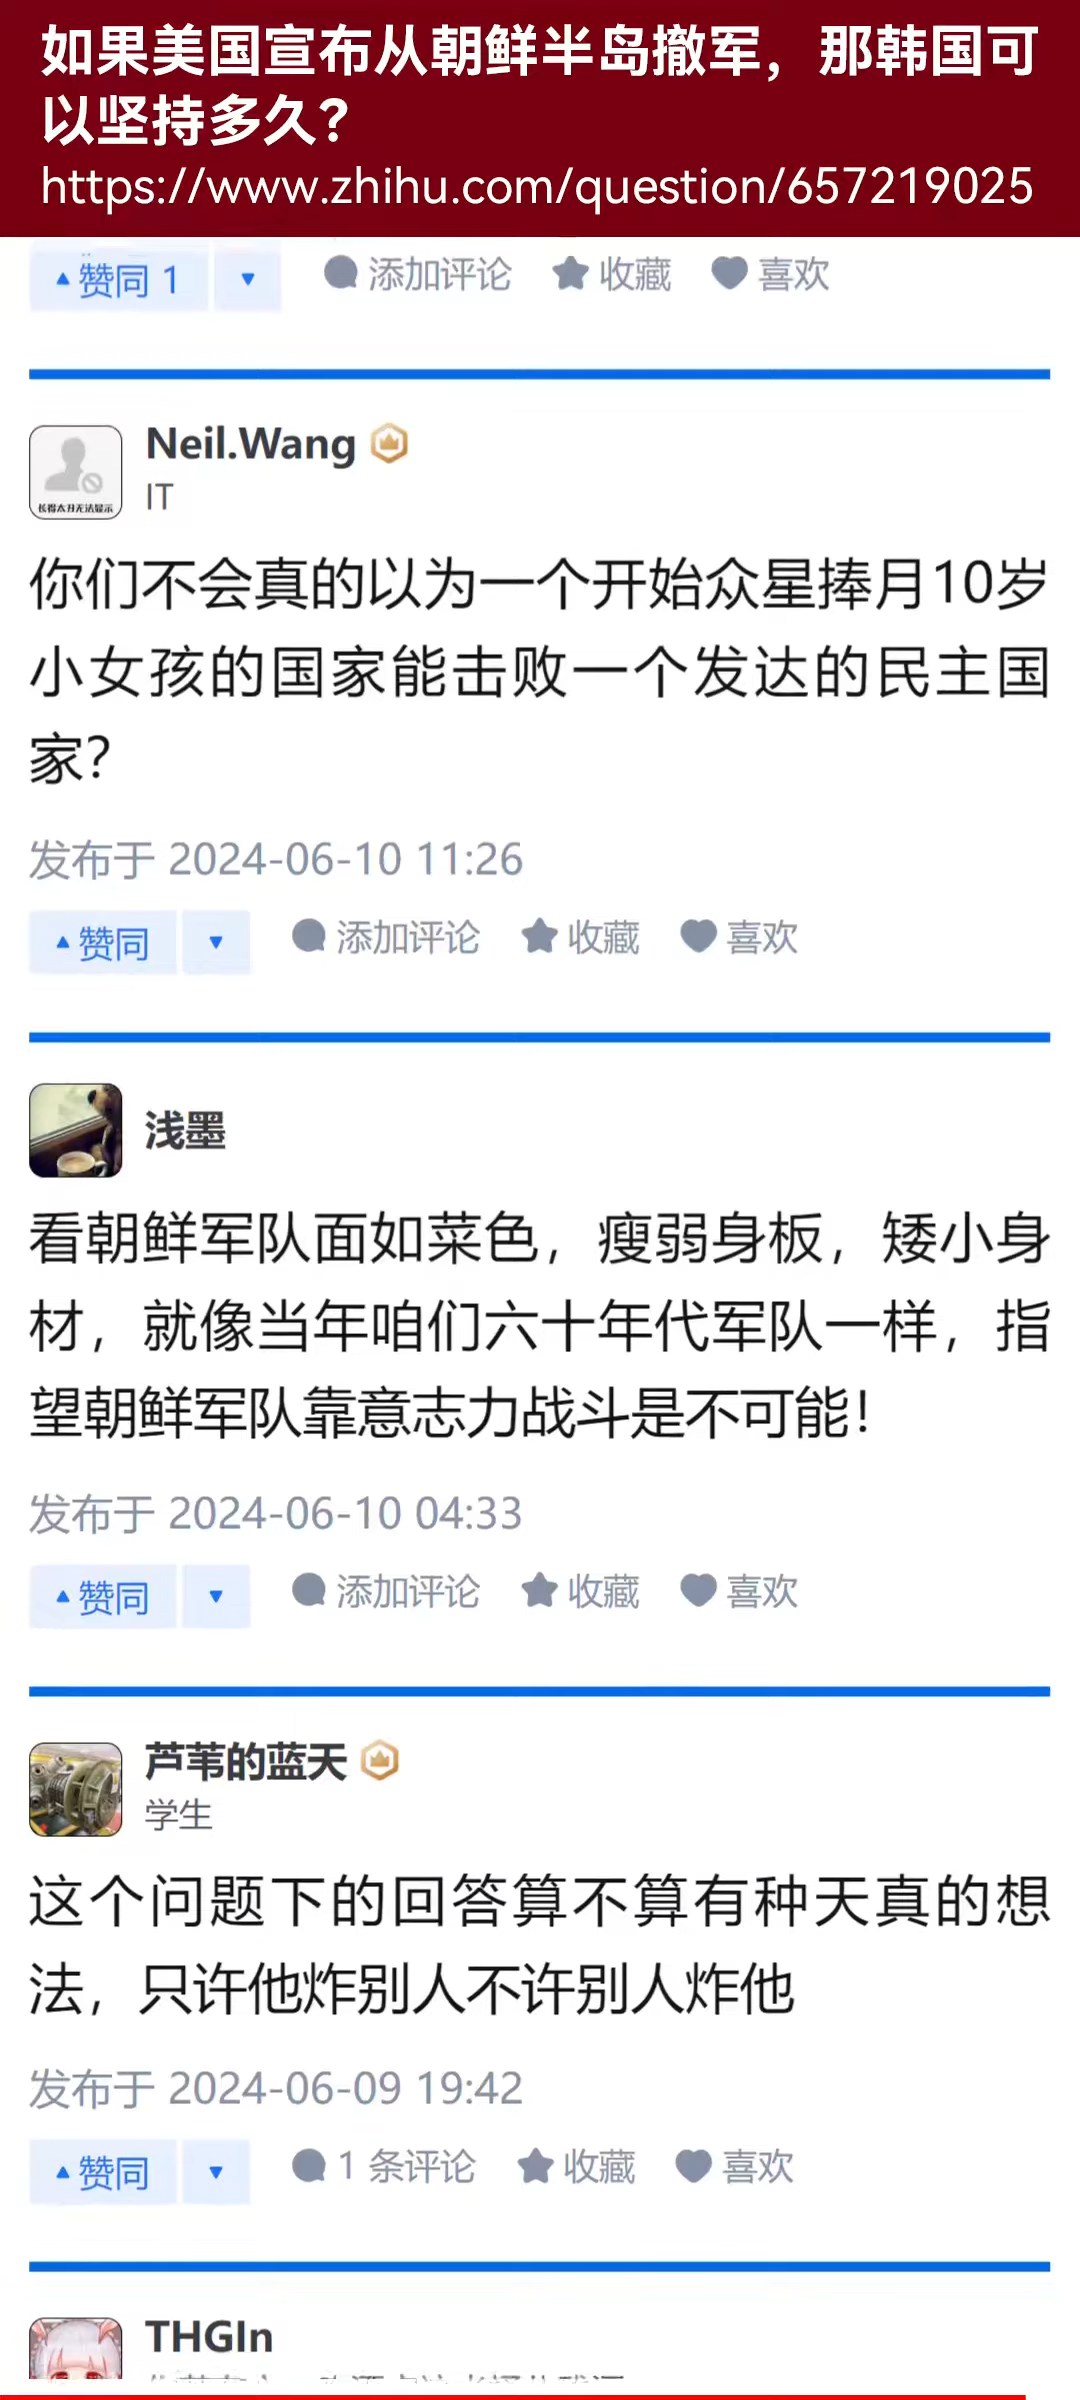 如果美国宣布从朝鲜半岛撤军，那韩国可
以坚持多久？
https://www.zhihu.com/question/657219025
赞同 1 添加评论 收藏 喜欢
Neil.Wang
IT
长得太丑无法显示
你们不会真的以为一个开始众星捧月10岁
小女孩的国家能击败一个发达的民主国
家？
发布于 2024-06-10 11:26
赞同 添加评论 收藏 喜欢
浅墨
看朝鲜军队面如菜色，瘦弱身板，矮小身
材，就像当年咱们六十年代军队一样，指
望朝鲜军队靠意志力战斗是不可能！
发布于 2024-06-10 04:33
赞同 添加评论 收藏 喜欢
芦苇的蓝天
学生
这个问题下的回答算不算有种天真的想
法，只许他炸别人不许别人炸他
发布于 2024-06-09 19:42
赞同 1 条评论 收藏 喜欢
THGIn